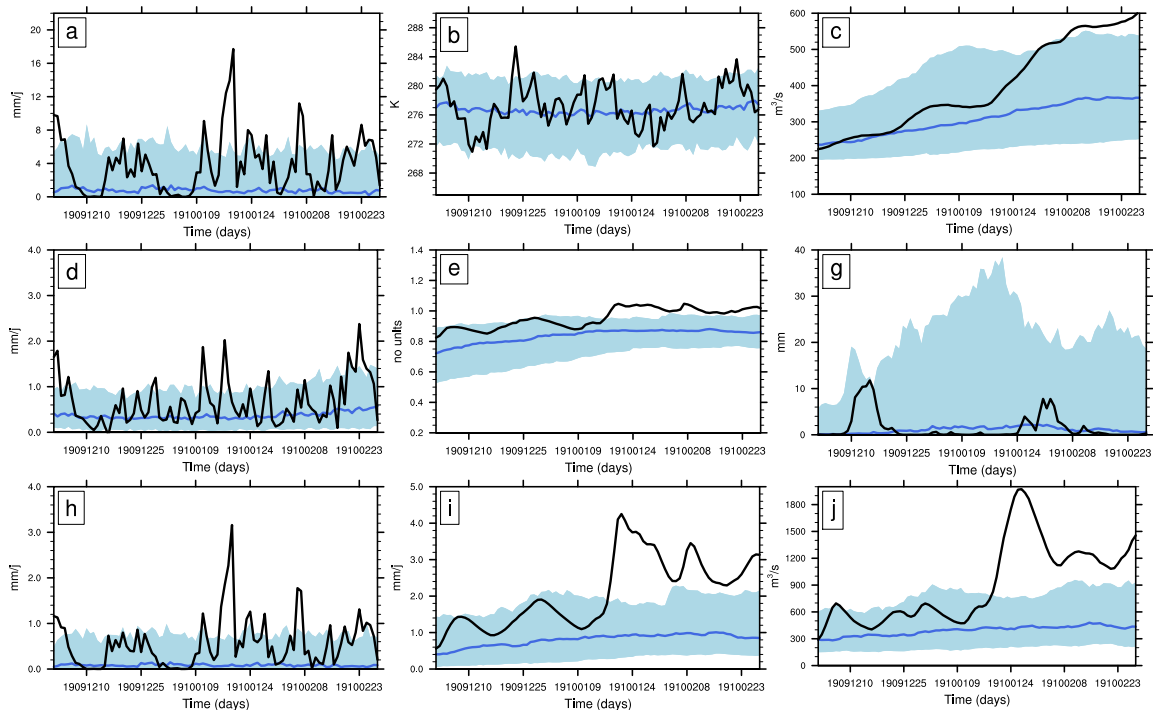 a
mm/j
20
16
12
8
4
0
19091210 19091225 19100109 19100124 19100208 19100223
Time (days)
b
K
288
284
280
276
272
268
19091210 19091225 19100109 19100124 19100208 19100223
Time (days)
c
m³/s
600
500
400
300
200
100
19091210 19091225 19100109 19100124 19100208 19100223
Time (days)
d
mm/j
4.0
3.0
2.0
1.0
0.0
19091210 19091225 19100109 19100124 19100208 19100223
Time (days)
e
no units
1.4
1.2
1.0
0.8
0.6
0.4
0.2
19091210 19091225 19100109 19100124 19100208 19100223
Time (days)
g
mm
40
30
20
10
0
19091210 19091225 19100109 19100124 19100208 19100223
TIme (days)
h
mm/j
4.0
3.0
2.0
1.0
0.0
19091210 19091225 19100109 19100124 19100208 19100223
TIme (days)
i
mm/j
5.0
4.0
3.0
2.0
1.0
0.0
19091210 19091225 19100109 19100124 19100208 19100223
Time (days)
j
m³/s
1800
1500
1200
900
600
300
0
19091210 19091225 19100109 19100124 19100208 19100223
Time (days)